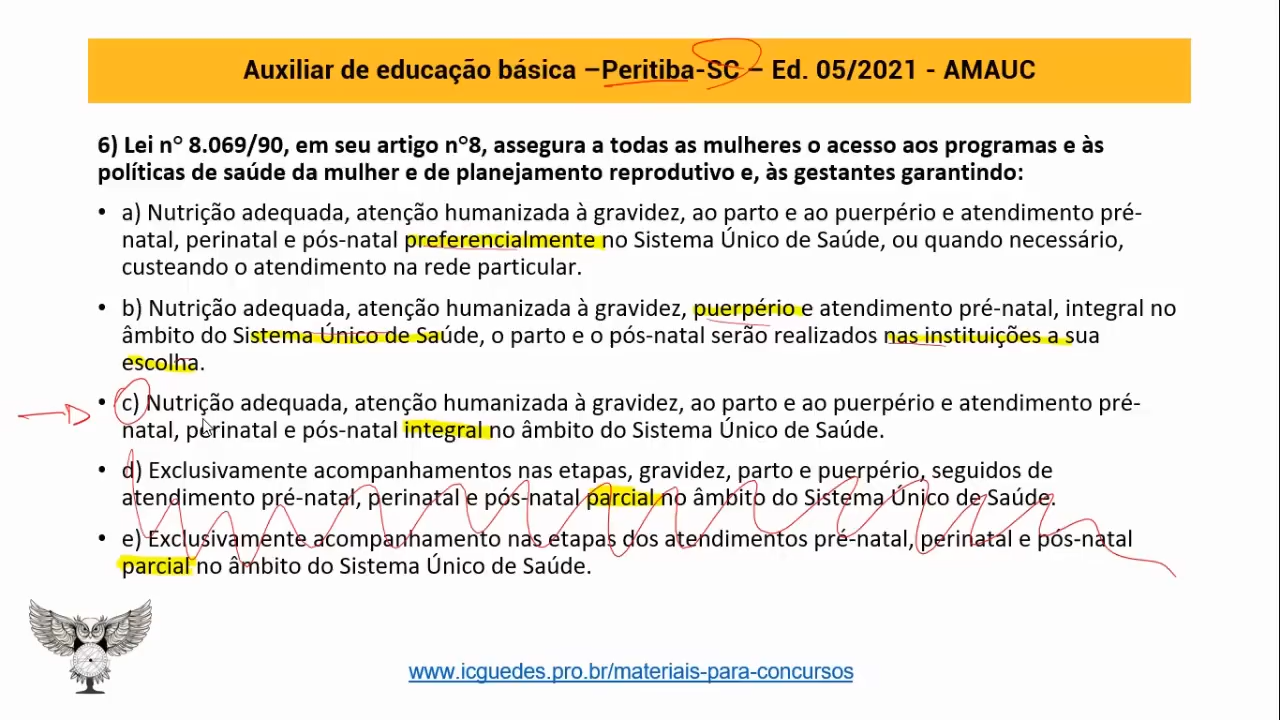 Auxiliar de educação básica –Peritiba-SC – Ed. 05/2021 - AMAUC
6) Lei n° 8.069/90, em seu artigo n°8, assegura a todas as mulheres o acesso aos programas e às
políticas de saúde da mulher e de planejamento reprodutivo e, às gestantes garantindo:
• a) Nutrição adequada, atenção humanizada à gravidez, ao parto e ao puerpério e atendimento pré-
natal, perinatal e pós-natal preferencialmente no Sistema Único de Saúde, ou quando necessário,
custeando o atendimento na rede particular.
• b) Nutrição adequada, atenção humanizada à gravidez, puerpério e atendimento pré-natal, integral no
âmbito do Sistema Único de Saúde, o parto e o pós-natal serão realizados nas instituições a sua
escolha.
• c) Nutrição adequada, atenção humanizada à gravidez, ao parto e ao puerpério e atendimento pré-
natal, perinatal e pós-natal integral no âmbito do Sistema Único de Saúde.
• d) Exclusivamente acompanhamentos nas etapas, gravidez, parto e puerpério, seguidos de
atendimento pré-natal, perinatal e pós-natal parcial no âmbito do Sistema Único de Saúde.
• e) Exclusivamente acompanhamento nas etapas dos atendimentos pré-natal, perinatal e pós-natal
parcial no âmbito do Sistema Único de Saúde.
www.icguedes.pro.br/materiais-para-concursos